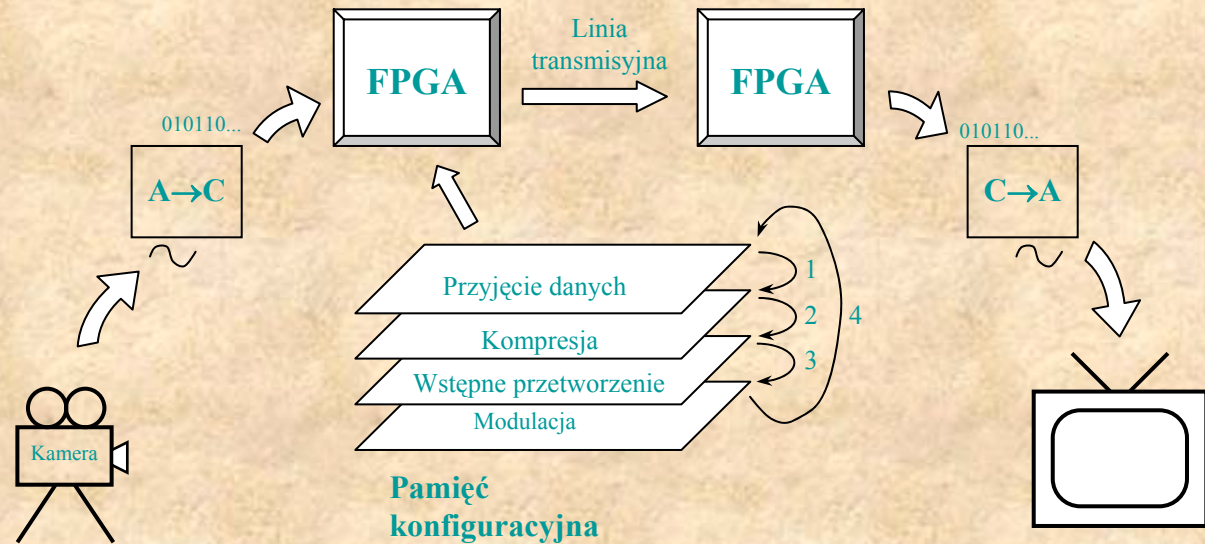 FPGA
Linia
transmisyjna
FPGA
010110...
A→C
010110...
C→A
Przyjęcie danych
Kompresja
Wstępne przetworzenie
Modulacja
1
2
3
4
Kamera
Pamięć
konfiguracyjna